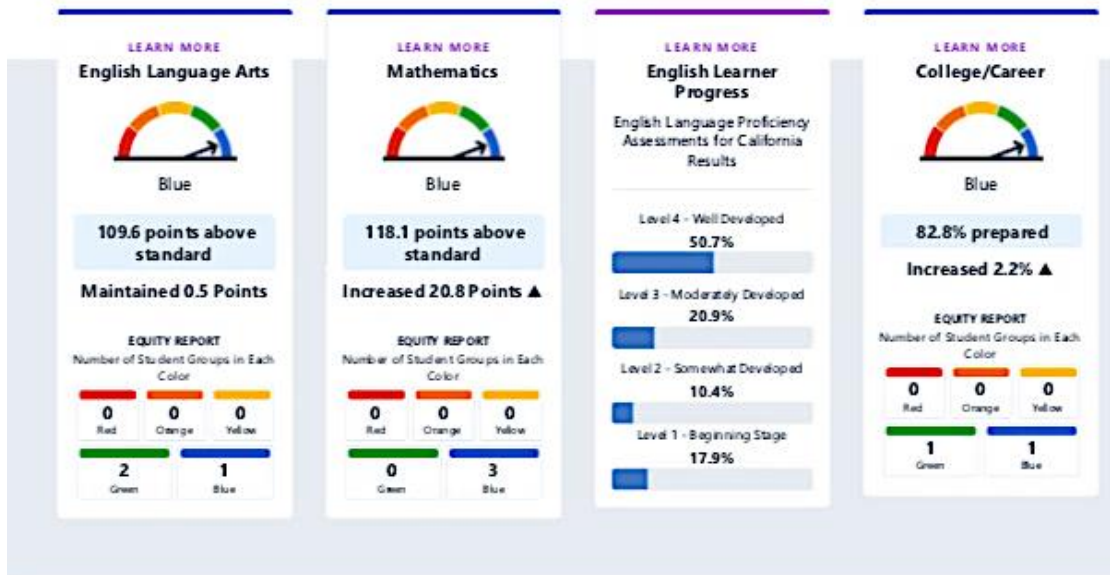 LEARN MORE
English Language Arts
Blue
109.6 points above
standard
Maintained 0.5 Points
EQUITY REPORT
Number of Student Groups in Each
Color
0
Red
0
Orange
0
Yellow
2
Green
1
Blue
LEARN MORE
Mathematics
Blue
118.1 points above
standard
Increased 20.8 Points ▲
EQUITY REPORT
Number of Student Groups in Each
Color
0
Red
0
Orange
0
Yellow
0
Green
3
Blue
LEARN MORE
English Learner
Progress
English Language Proficiency
Assessments for California
Results
Level 4 - Well Developed
50.7%
Level 3 - Moderately Developed
20.9%
Level 2 - Somewhat Developed
10.4%
Level 1 - Beginning Stage
17.9%
LEARN MORE
College/Career
Blue
82.8% prepared
Increased 2.2% ▲
EQUITY REPORT
Number of Student Groups in Each
Color
0
Red
0
Orange
0
Yellow
1
Green
1
Blue